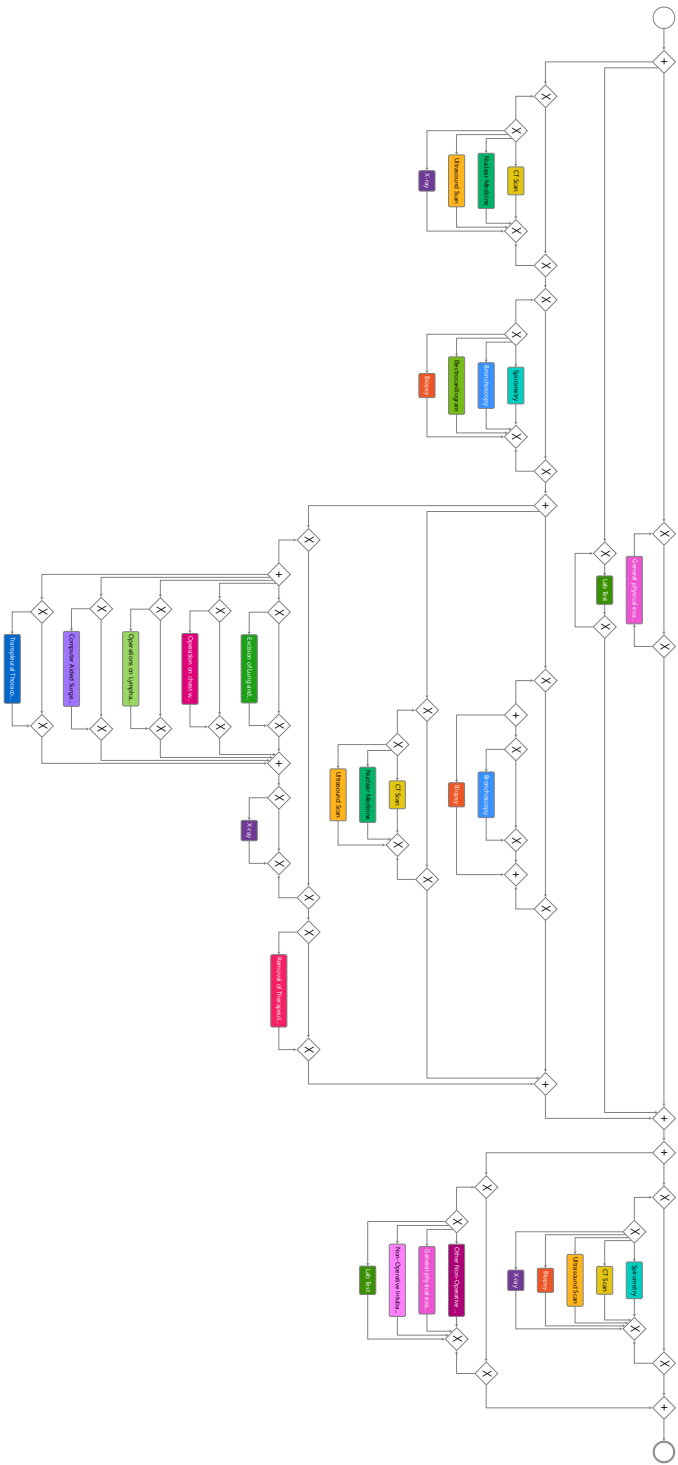 CT Scan
Nuclear Medicine
Ultrasound Scan
X-ray
Spirometry
Bronchoscopy
Electrocardiogram
Biopsy
General physical exa...
Lab Test
Excision of Lung and...
Operation on chest w...
Operations on Lympha...
Computer Aided Surge...
Transpleural Thoraco...
Bronchoscopy
Biopsy
CT Scan
Nuclear Medicine
Ultrasound Scan
X-ray
Removal of Therapeut...
Spirometry
CT Scan
Ultrasound Scan
Biopsy
X-ray
Other Non-Operative ...
General physical exa...
Non-Operative Intuba...
Lab Test